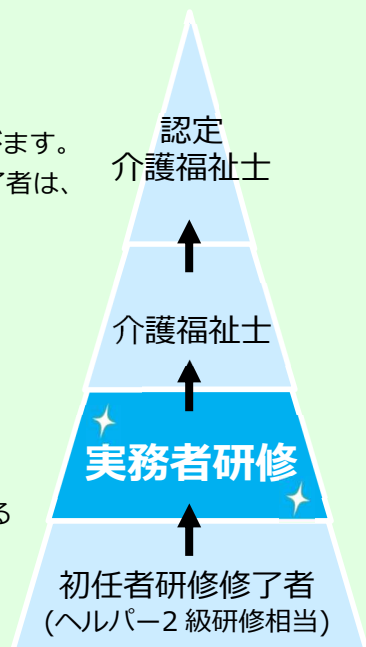 認定
介護福祉士
ます。
者は、
介護福祉士
実務者研修
る
初任者研修修了者
(ヘルパー2 級研修相当)